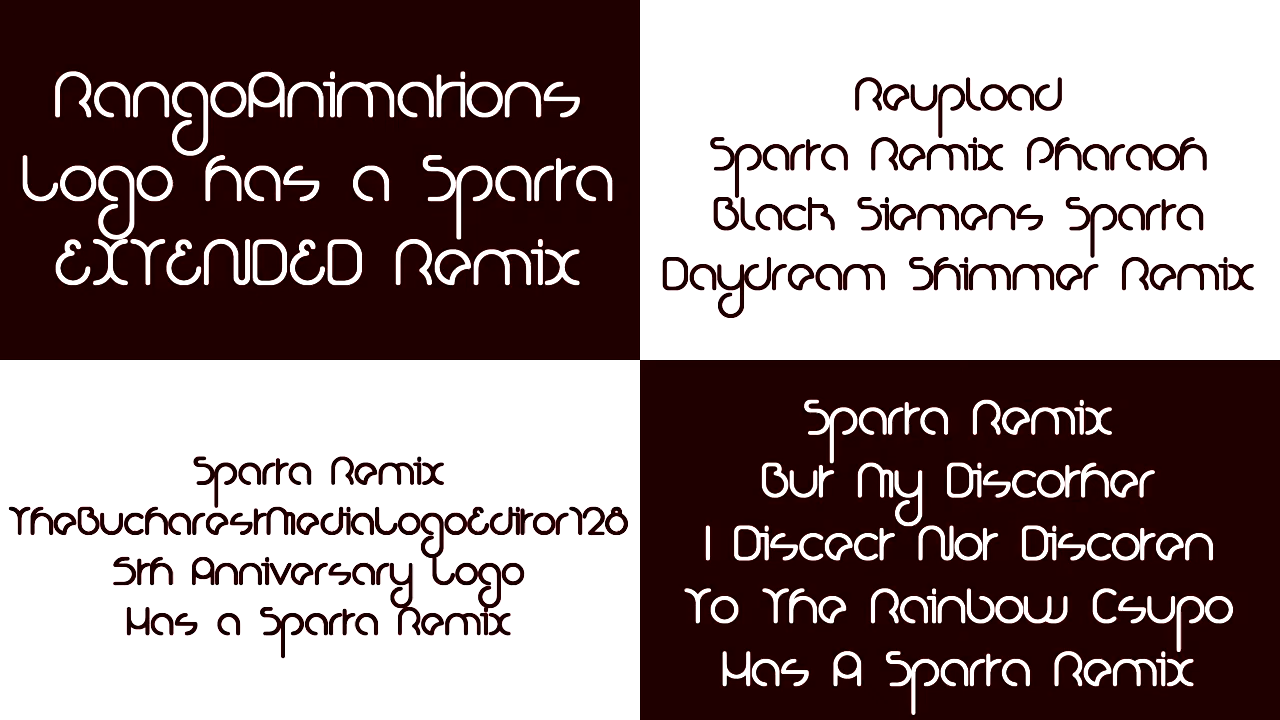 RangoAnimations
Logo has a Sparta
EXTENDED Remix
Reupload
Sparta Remix Pharaoh
Black Siemens Sparta
Daydream Shimmer Remix
Sparta Remix
TheBucharestMediaLogoEditor128
5th Anniversary Logo
Has a Sparta Remix
Sparta Remix
But My Discother
I Discect Not Discoten
To The Rainbow Csupo
Has A Sparta Remix